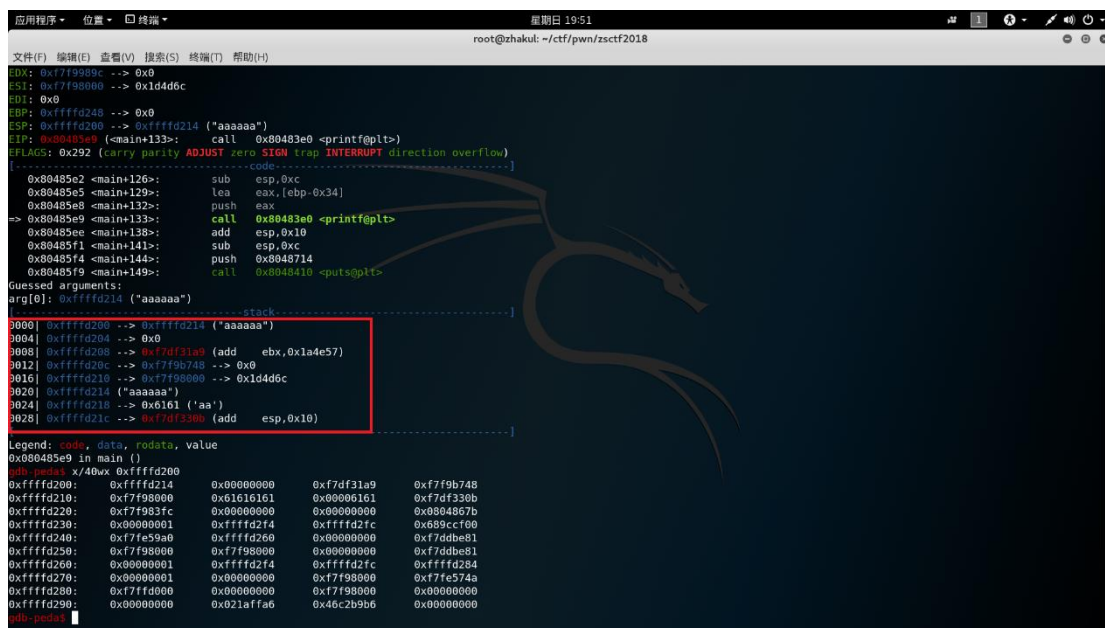 应用程序▾ 位置▾ 终端▾ 星期日 19:51 1
root@zhakul: ~/ctf/pwn/zsctf2018
文件(F) 编辑(E) 查看(V) 搜索(S) 终端(T) 帮助(H)
EDX: 0xf7f9989c --> 0x0
ESI: 0xf7f98000 --> 0x1d4d6c
EDI: 0x0
EBP: 0xffffd248 --> 0x0
ESP: 0xffffd200 --> 0xffffd214 ("aaaaaa")
EIP: 0x80485e9 (<main+133>: call 0x80483e0 <printf@plt>)
EFLAGS: 0x292 (carry parity ADJUST zero SIGN trap INTERRUPT direction overflow)
[-------------------------------------code-------------------------------------]
0x80485e2 <main+126>: sub esp,0xc
0x80485e5 <main+129>: lea eax,[ebp-0x34]
0x80485e8 <main+132>: push eax
=> 0x80485e9 <main+133>: call 0x80483e0 <printf@plt>
0x80485ee <main+138>: add esp,0x10
0x80485f1 <main+141>: sub esp,0xc
0x80485f4 <main+144>: push 0x8048714
0x80485f9 <main+149>: call 0x8048410 <puts@plt>
Guessed arguments:
arg[0]: 0xffffd214 ("aaaaaa")
[------------------------------------stack-------------------------------------]
0000| 0xffffd200 --> 0xffffd214 ("aaaaaa")
0004| 0xffffd204 --> 0x0
0008| 0xffffd208 --> 0xf7df31a9 (add ebx,0x1a4e57)
0012| 0xffffd20c --> 0xf7f9b748 --> 0x0
0016| 0xffffd210 --> 0xf7f98000 --> 0x1d4d6c
0020| 0xffffd214 ("aaaaaa")
0024| 0xffffd218 --> 0x6161 ('aa')
0028| 0xffffd21c --> 0xf7df330b (add esp,0x10)
[------------------------------------------------------------------------------]
Legend: code, data, rodata, value
0x080485e9 in main ()
gdb-peda$ x/40wx 0xffffd200
0xffffd200: 0xffffd214 0x00000000 0xf7df31a9 0xf7f9b748
0xffffd210: 0xf7f98000 0x61616161 0x00006161 0xf7df330b
0xffffd220: 0xf7f983fc 0x00000000 0x00000000 0x0804867b
0xffffd230: 0x00000001 0xffffd2f4 0xffffd2fc 0x689ccf00
0xffffd240: 0xf7fe59a0 0xffffd260 0x00000000 0xf7ddbe81
0xffffd250: 0xf7f98000 0xf7f98000 0x00000000 0xf7ddbe81
0xffffd260: 0x00000001 0xffffd2f4 0xffffd2fc 0xffffd284
0xffffd270: 0x00000001 0x00000000 0xf7f98000 0xf7fe574a
0xffffd280: 0xf7ffd000 0x00000000 0xf7f98000 0x00000000
0xffffd290: 0x00000000 0x021affa6 0x46c2b9b6 0x00000000
gdb-peda$